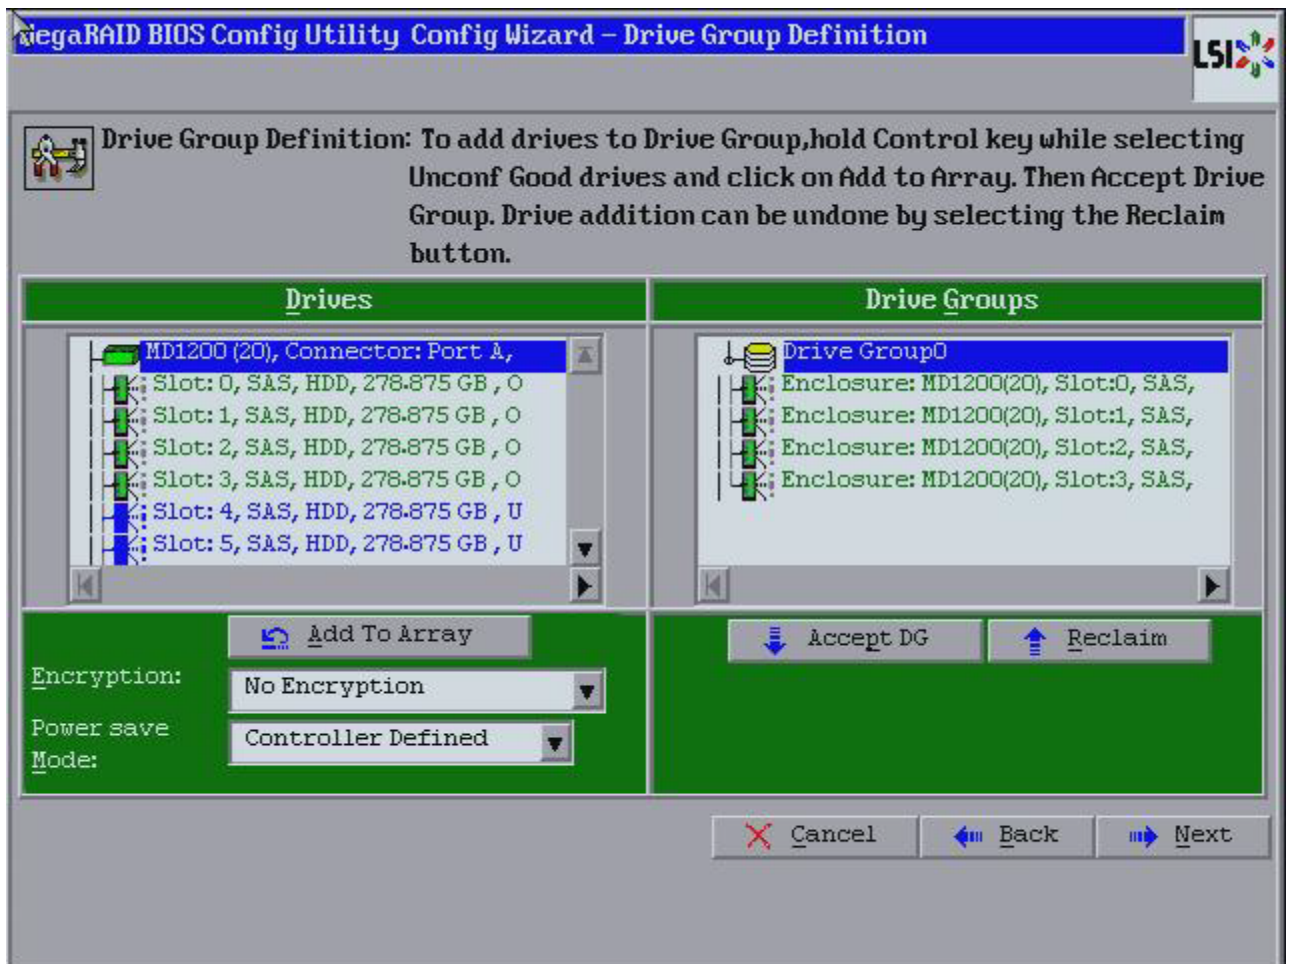 MegaRAID BIOS Config Utility Config Wizard – Drive Group Definition
LSI
Drive Group Definition: To add drives to Drive Group,hold Control key while selecting
Unconf Good drives and click on Add to Array. Then Accept Drive
Group. Drive addition can be undone by selecting the Reclaim
button.
Drives
MD1200 (20), Connector: Port A,
Slot: 0, SAS, HDD, 278.875 GB , O
Slot: 1, SAS, HDD, 278.875 GB , O
Slot: 2, SAS, HDD, 278.875 GB , O
Slot: 3, SAS, HDD, 278.875 GB , O
Slot: 4, SAS, HDD, 278.875 GB , U
Slot: 5, SAS, HDD, 278.875 GB , U
Add To Array
Encryption:
No Encryption
Power save
Mode:
Controller Defined
Drive Groups
Drive Group0
Enclosure: MD1200(20), Slot:0, SAS,
Enclosure: MD1200(20), Slot:1, SAS,
Enclosure: MD1200(20), Slot:2, SAS,
Enclosure: MD1200(20), Slot:3, SAS,
Accept DG
Reclaim
Cancel
Back
Next